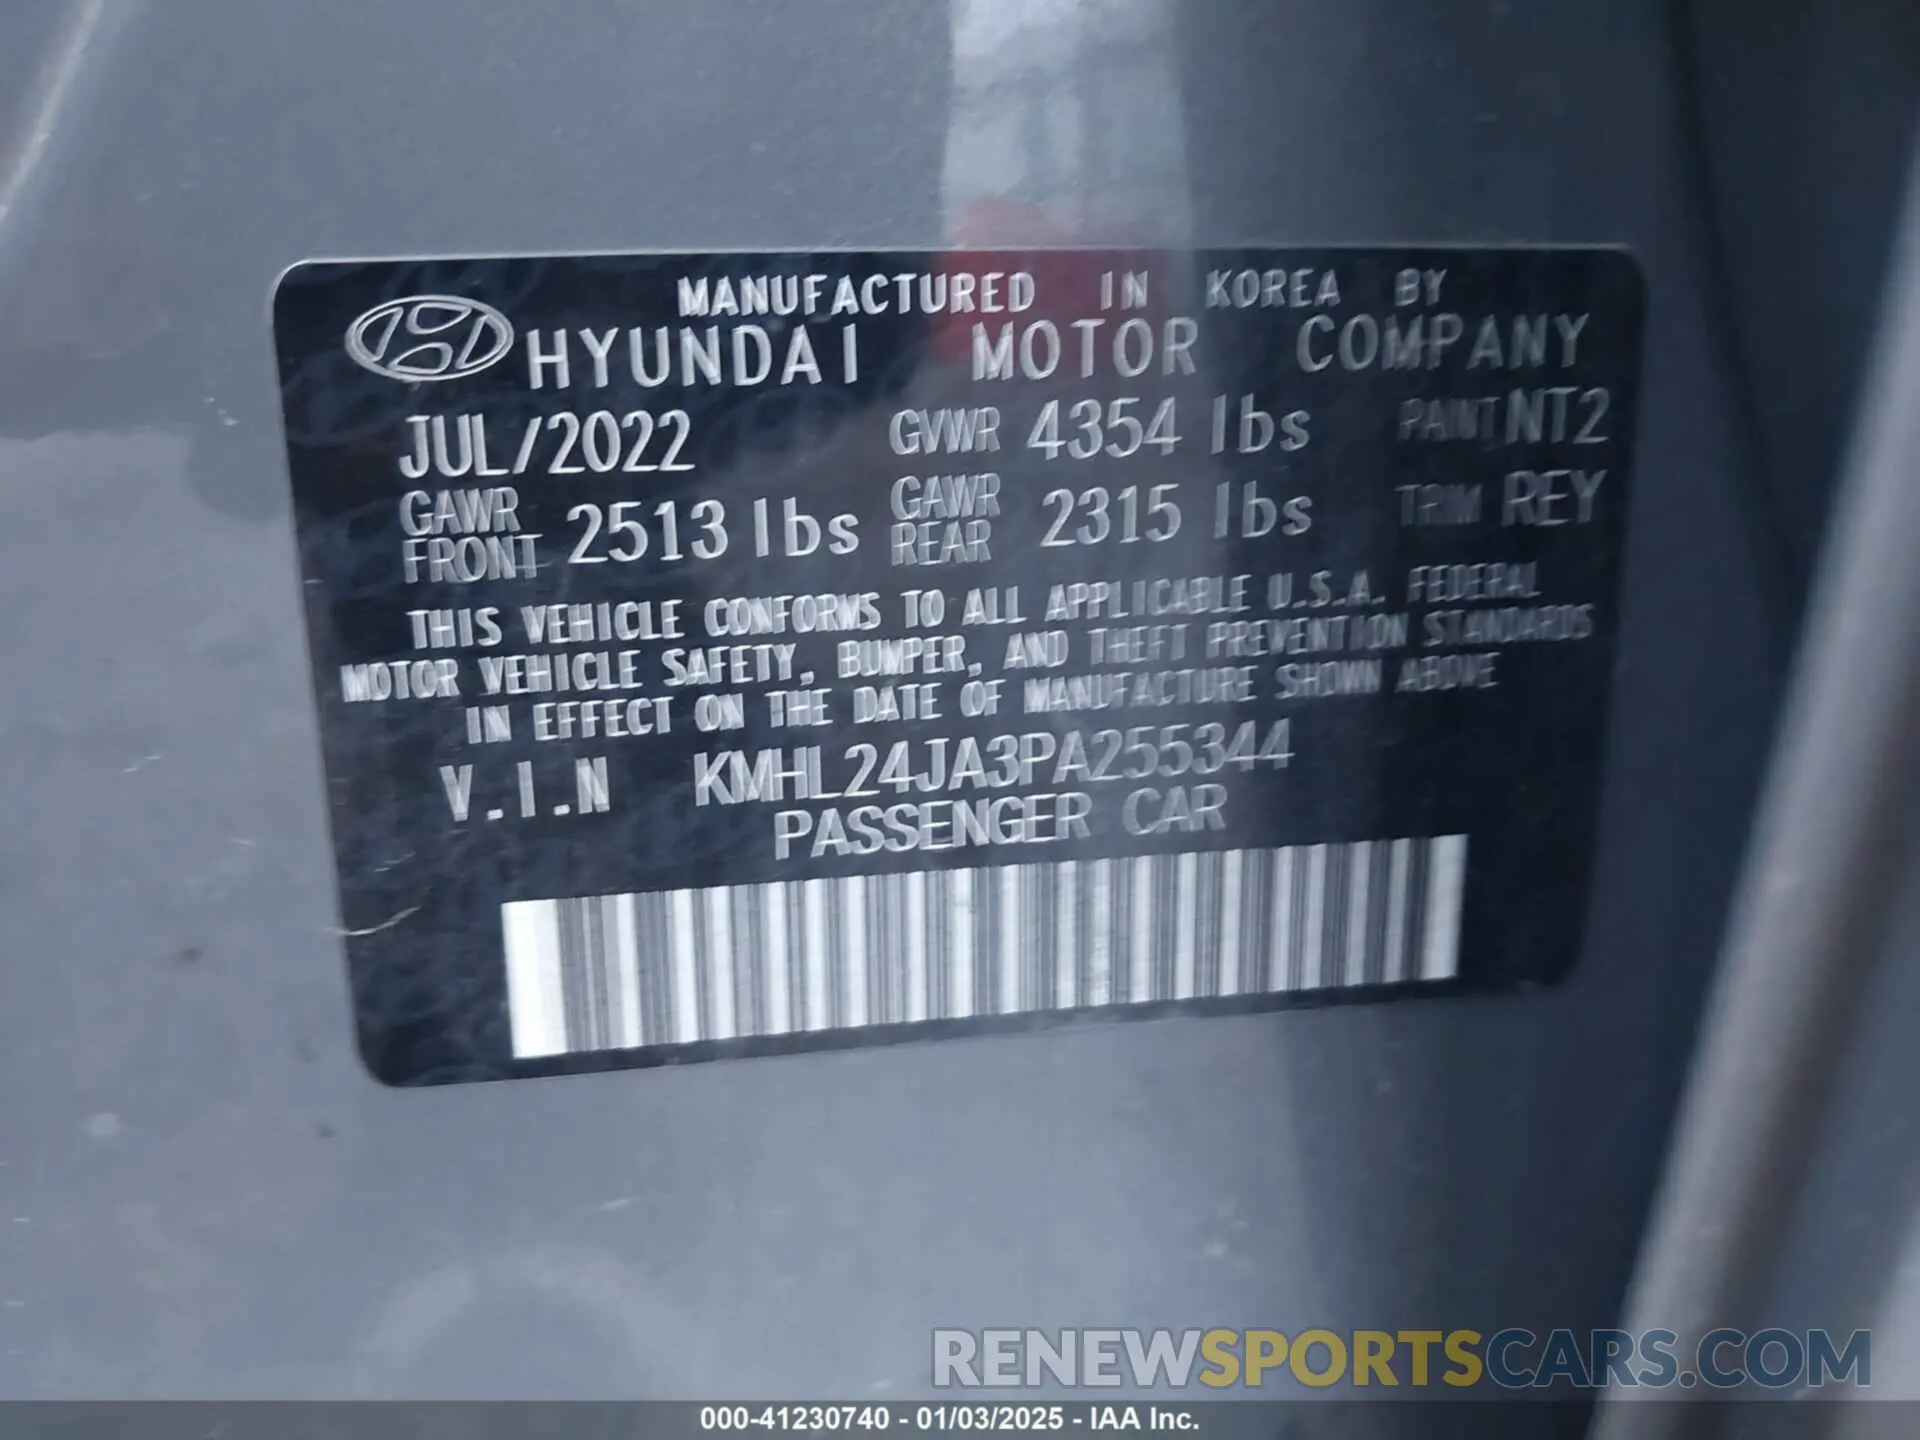 MANUFACTURED IN KOREA BY
HYUNDAI MOTOR COMPANY
JUL/2022 GVWR 4354 lbs PAINT NT2
GAWR FRONT 2513 lbs GAWR REAR 2315 lbs TRIM REY
THIS VEHICLE CONFORMS TO ALL APPLICABLE U.S.A. FEDERAL
MOTOR VEHICLE SAFETY, BUMPER, AND THEFT PREVENTION STANDARDS
IN EFFECT ON THE DATE OF MANUFACTURE SHOWN ABOVE
V.I.N KMHL24JA3PA255344
PASSENGER CAR
RENEWSPORTSCARS.COM
000-41230740 - 01/03/2025 - IAA Inc.